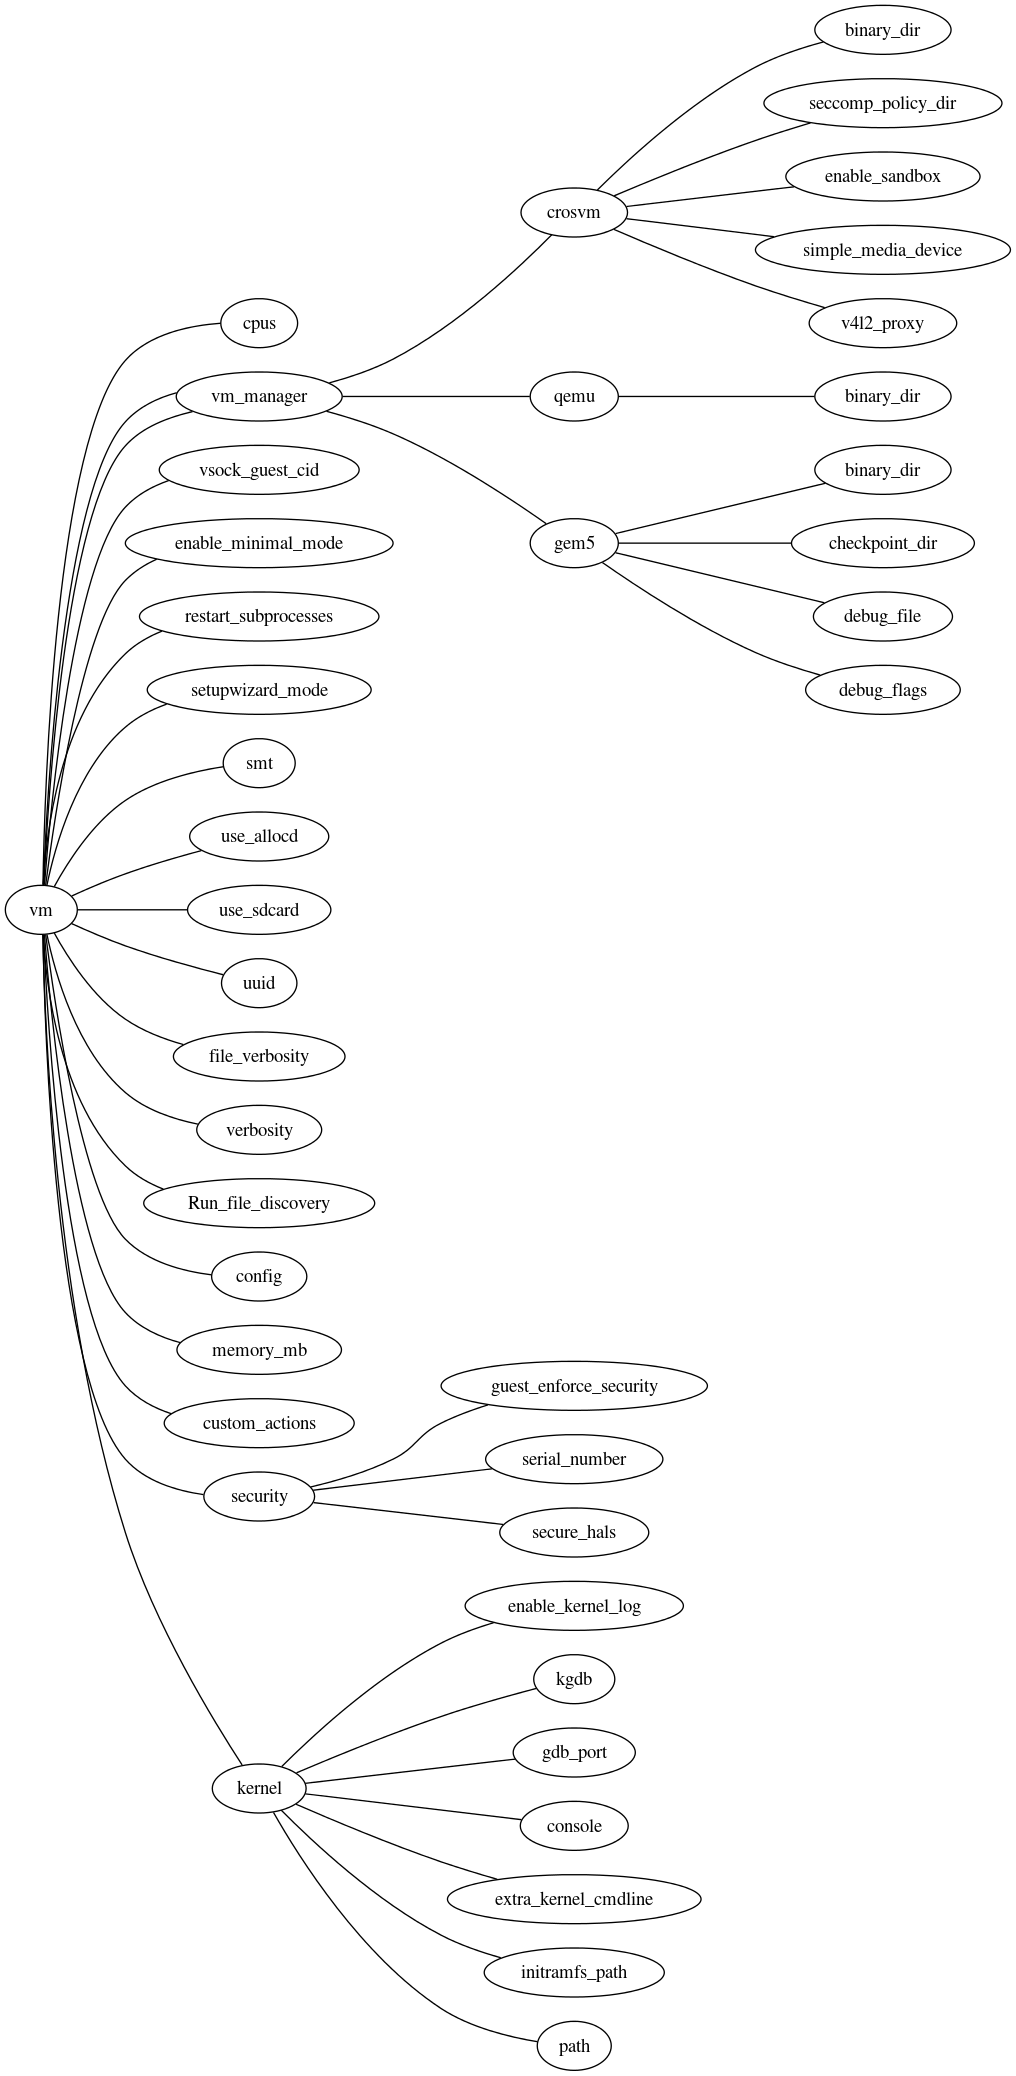 binary_dir
seccomp_policy_dir
enable_sandbox
crosvm
simple_media_device
cpus
v4l2_proxy
vm_manager
qemu
binary_dir
vsock_guest_cid
binary_dir
enable_minimal_mode
gem5
checkpoint_dir
restart_subprocesses
debug_file
setupwizard_mode
debug_flags
smt
use_allocd
vm
use_sdcard
uuid
file_verbosity
verbosity
Run_file_discovery
config
memory_mb
guest_enforce_security
custom_actions
serial_number
security
secure_hals
enable_kernel_log
kgdb
gdb_port
kernel
console
extra_kernel_cmdline
initramfs_path
path